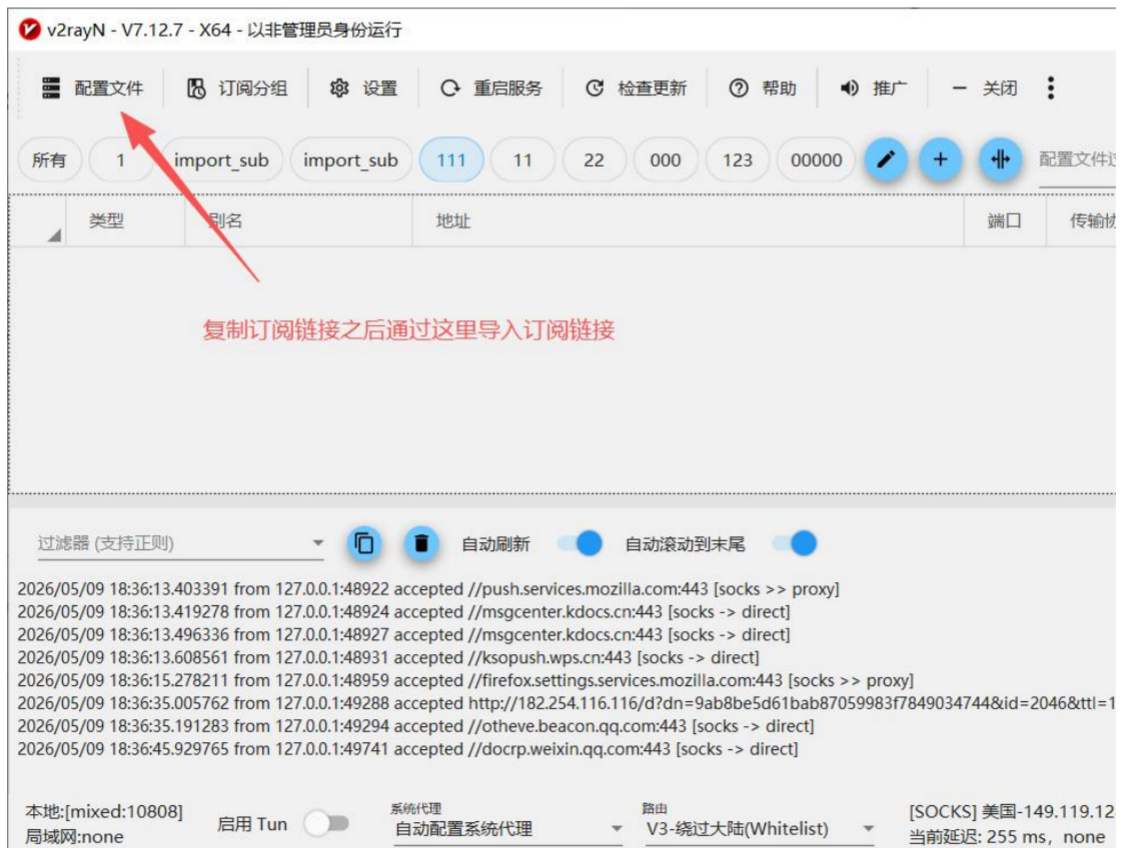 v2rayN - V7.12.7 - X64 - 以非管理员身份运行
配置文件 订阅分组 设置 重启服务 检查更新 帮助 推广 关闭
所有 1 import_sub import_sub 111 11 22 000 123 00000 配置文件过
类型 别名 地址 端口 传输协
复制订阅链接之后通过这里导入订阅链接
过滤器 (支持正则) 自动刷新 自动滚动到末尾
2026/05/09 18:36:13.403391 from 127.0.0.1:48922 accepted //push.services.mozilla.com:443 [socks >> proxy]
2026/05/09 18:36:13.419278 from 127.0.0.1:48924 accepted //msgcenter.kdocs.cn:443 [socks -> direct]
2026/05/09 18:36:13.496336 from 127.0.0.1:48927 accepted //msgcenter.kdocs.cn:443 [socks -> direct]
2026/05/09 18:36:13.608561 from 127.0.0.1:48931 accepted //ksopush.wps.cn:443 [socks -> direct]
2026/05/09 18:36:15.278211 from 127.0.0.1:48959 accepted //firefox.settings.services.mozilla.com:443 [socks >> proxy]
2026/05/09 18:36:35.005762 from 127.0.0.1:49288 accepted http://182.254.116.116/d?dn=9ab8be5d61bab87059983f7849034744&id=2046&ttl=1
2026/05/09 18:36:35.191283 from 127.0.0.1:49294 accepted //otheve.beacon.qq.com:443 [socks -> direct]
2026/05/09 18:36:45.929765 from 127.0.0.1:49741 accepted //docrp.weixin.qq.com:443 [socks -> direct]
本地:[mixed:10808]
局域网:none
启用 Tun
系统代理
自动配置系统代理
路由
V3-绕过大陆(Whitelist)
[SOCKS] 美国-149.119.12
当前延迟: 255 ms, none